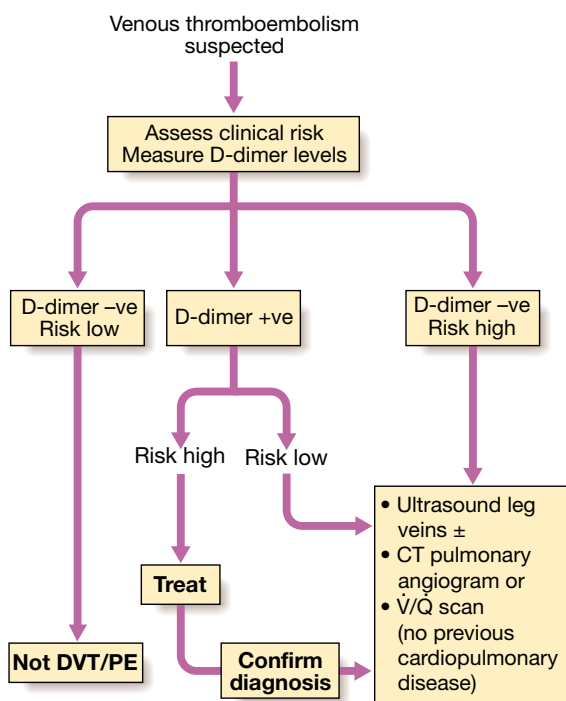 Venous thromboembolism
suspected
Assess clinical risk
Measure D-dimer levels
D-dimer –ve
Risk low
D-dimer +ve
D-dimer –ve
Risk high
Risk high
Risk low
Treat
Not DVT/PE
Confirm
diagnosis
• Ultrasound leg
veins ±
• CT pulmonary
angiogram or
• V̇/Q̇ scan
(no previous
cardiopulmonary
disease)